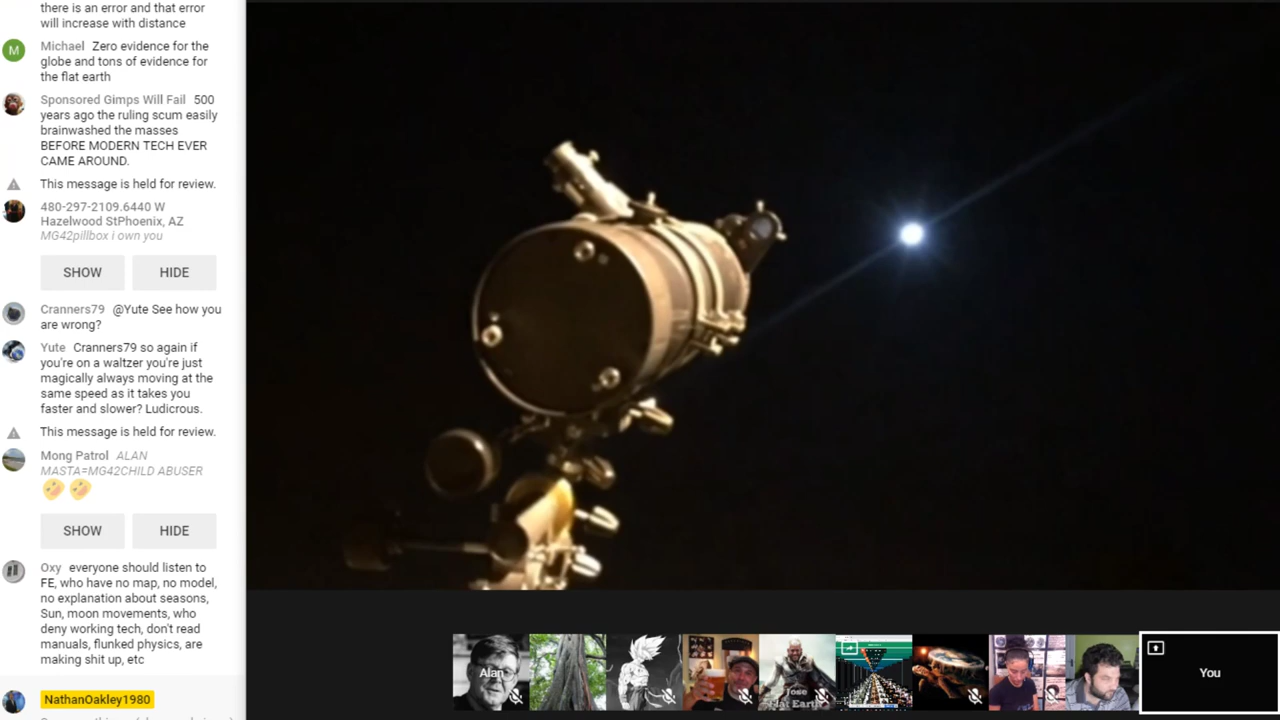 there is an error and that error
will increase with distance
M
Michael Zero evidence for the
globe and tons of evidence for
the flat earth
Sponsored Gimps Will Fail 500
years ago the ruling scum easily
brainwashed the masses
BEFORE MODERN TECH EVER
CAME AROUND.
This message is held for review.
480-297-2109.6440 W
Hazelwood StPhoenix, AZ
MG42pillbox i own you
SHOW HIDE
Cranners79 @Yute See how you
are wrong?
Yute Cranners79 so again if
you're on a waltzer you're just
magically always moving at the
same speed as it takes you
faster and slower? Ludicrous.
This message is held for review.
Mong Patrol ALAN
MASTA=MG42CHILD ABUSER
SHOW HIDE
Oxy everyone should listen to
FE, who have no map, no model,
no explanation about seasons,
Sun, moon movements, who
deny working tech, don't read
manuals, flunked physics, are
making shit up, etc
NathanOakley1980
Alan
Jose
Flat Earth
You